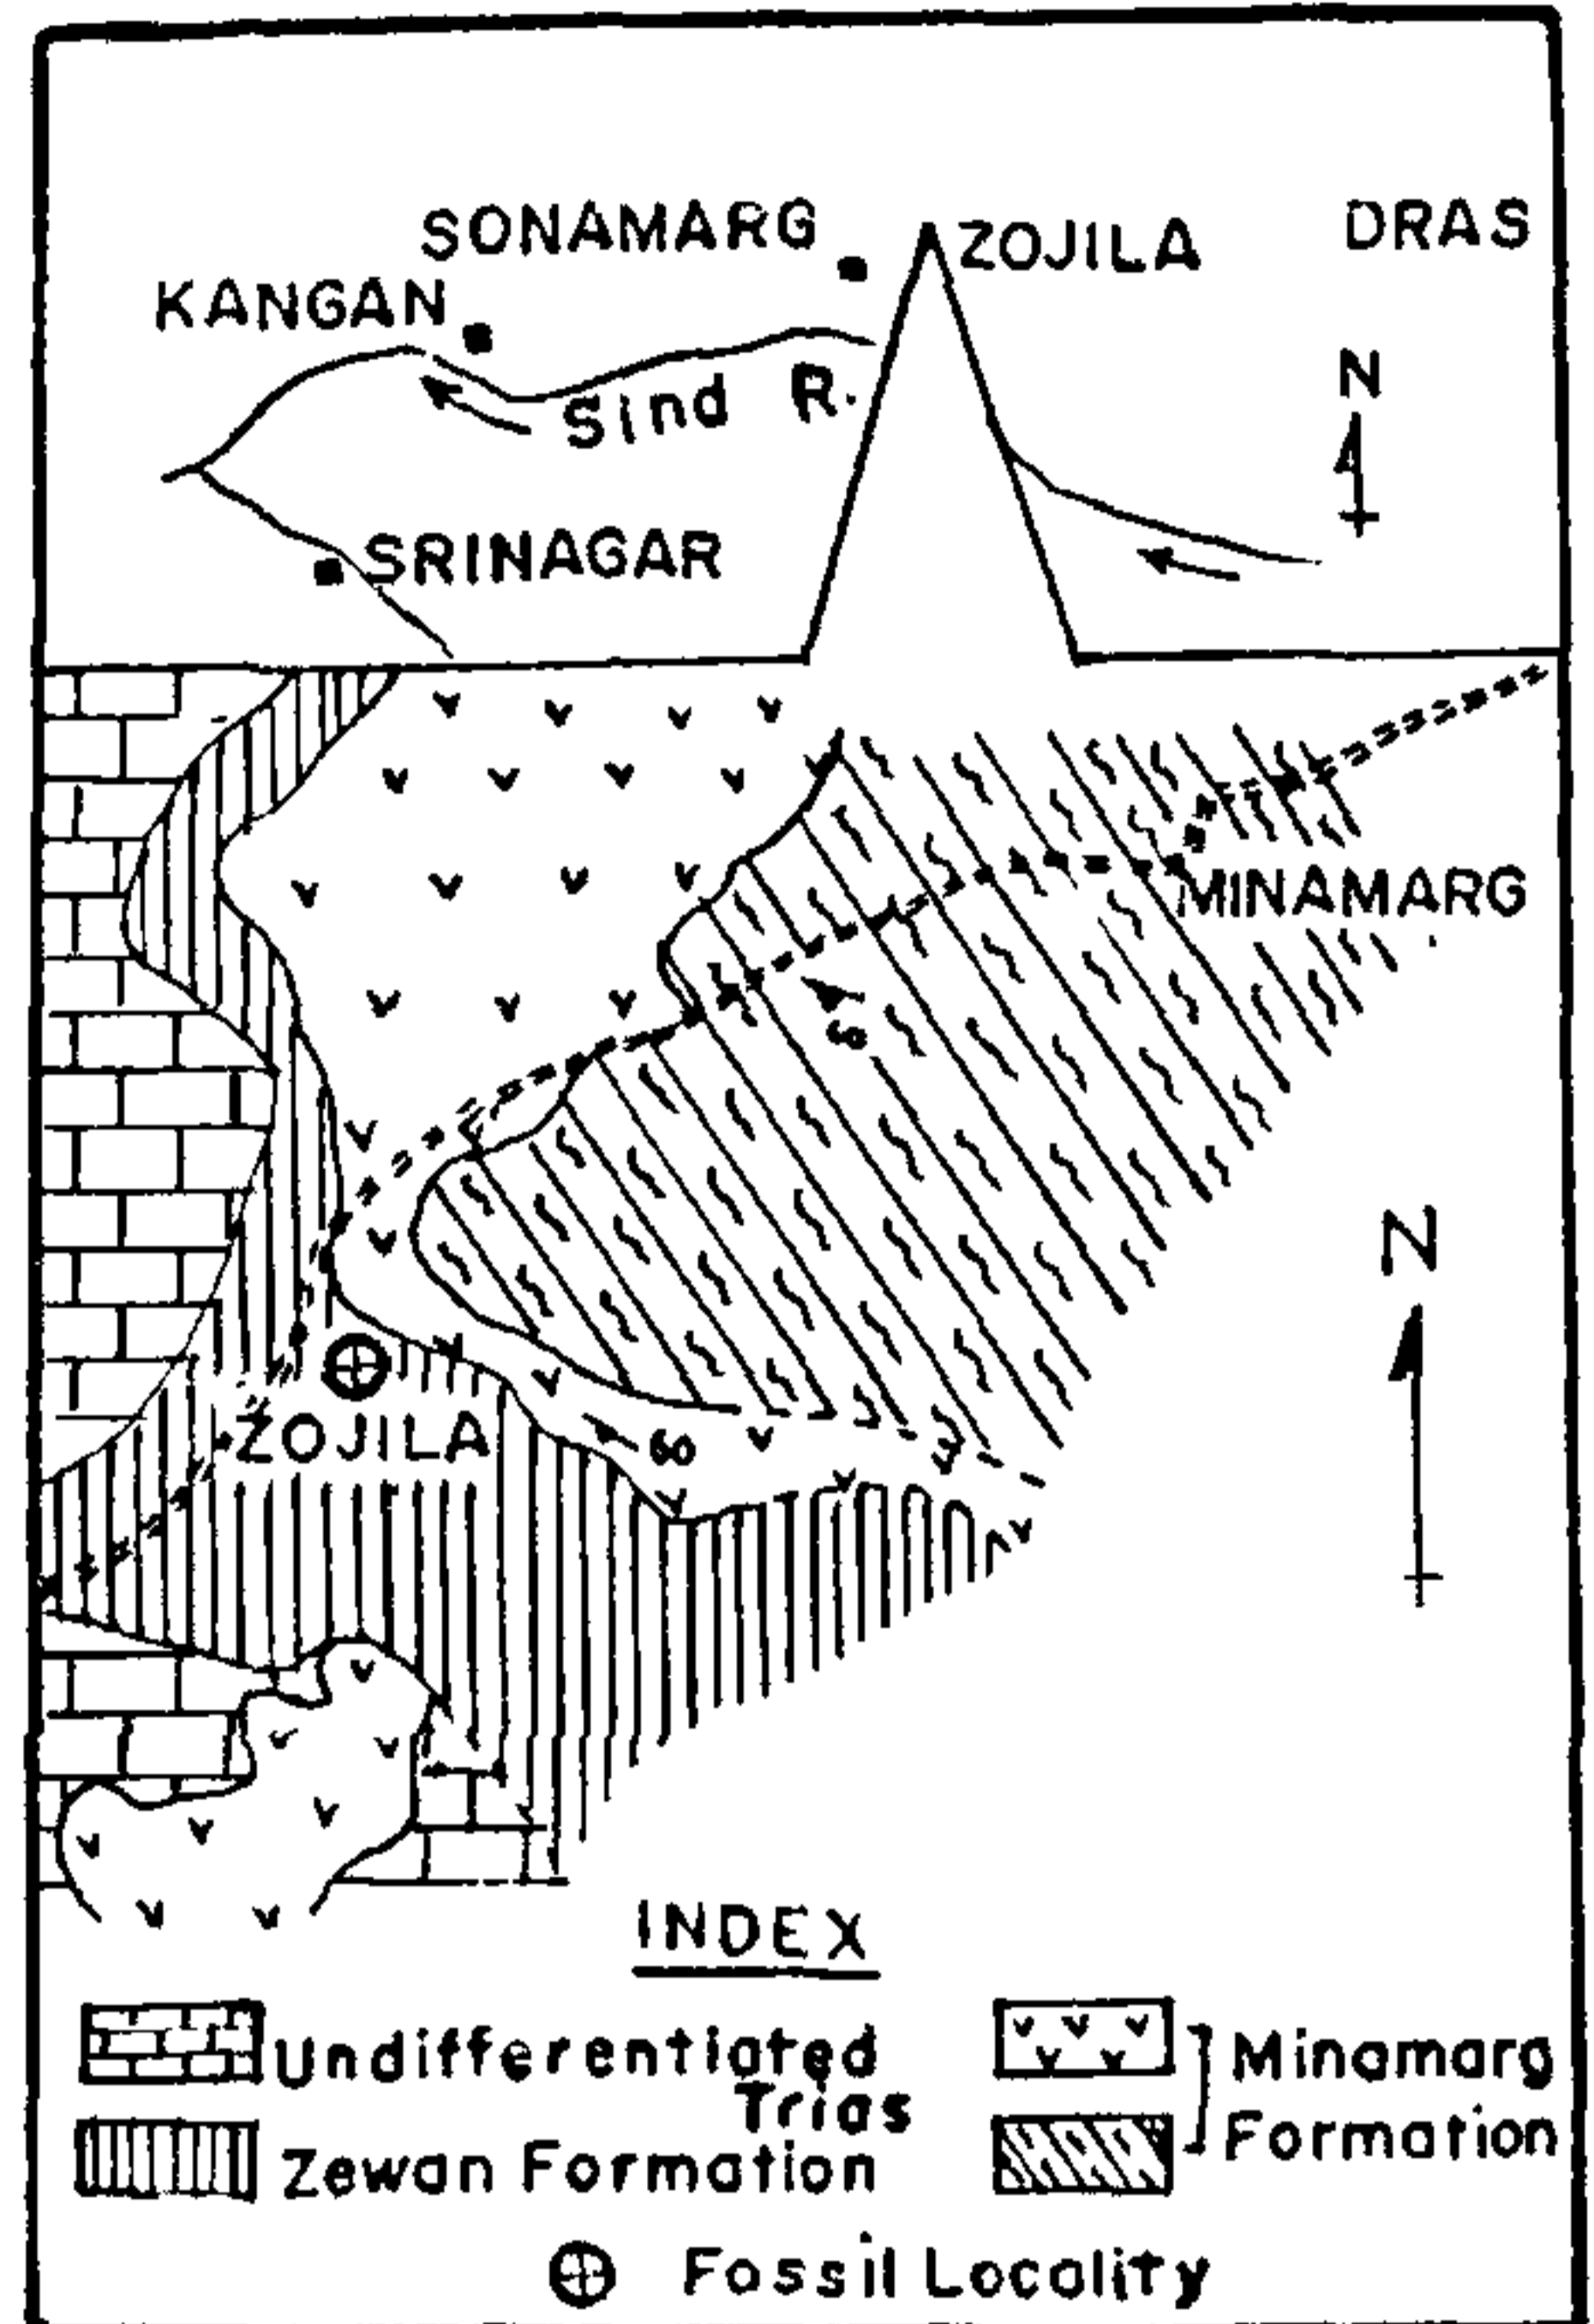 SONAMARG
ZOJILA
DRAS
KANGAN
N
Sind R.
SRINAGAR
MINAMARG
60
N
ZOJILA
60
INDEX
Undifferentiated
Trias
Zewan Formation
Minamarg
Formation
Fossil Locality